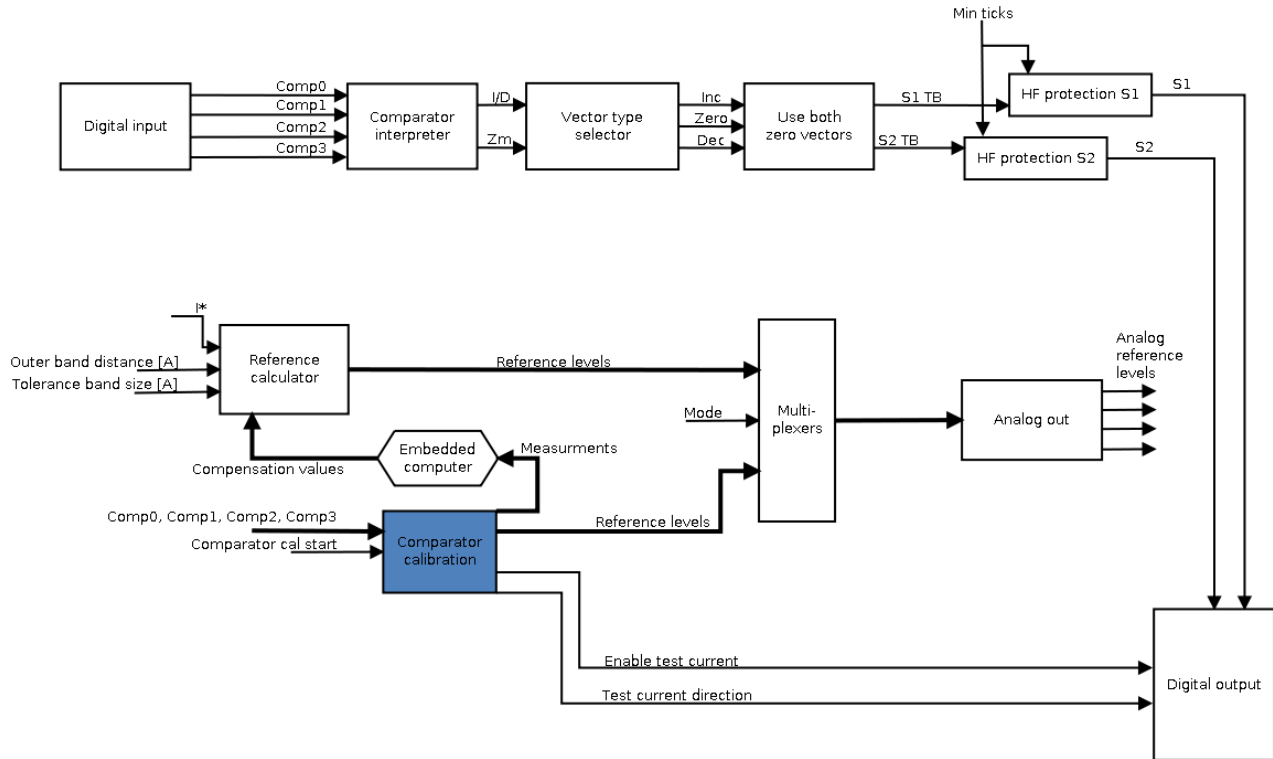 Min ticks
Comp0
Comp1
Comp2
Comp3
Digital input
Comparator
interpreter
I/D
Zm
Vector type
selector
Inc
Zero
Dec
Use both
zero vectors
S1 TB
S2 TB
HF protection S1
S1
HF protection S2
S2
I*
Outer band distance [A]
Tolerance band size [A]
Reference
calculator
Reference levels
Mode
Multi-
plexers
Analog out
Analog
reference
levels
Compensation values
Embedded
computer
Measurments
Comp0, Comp1, Comp2, Comp3
Comparator cal start
Comparator
calibration
Reference levels
Enable test current
Test current direction
Digital output